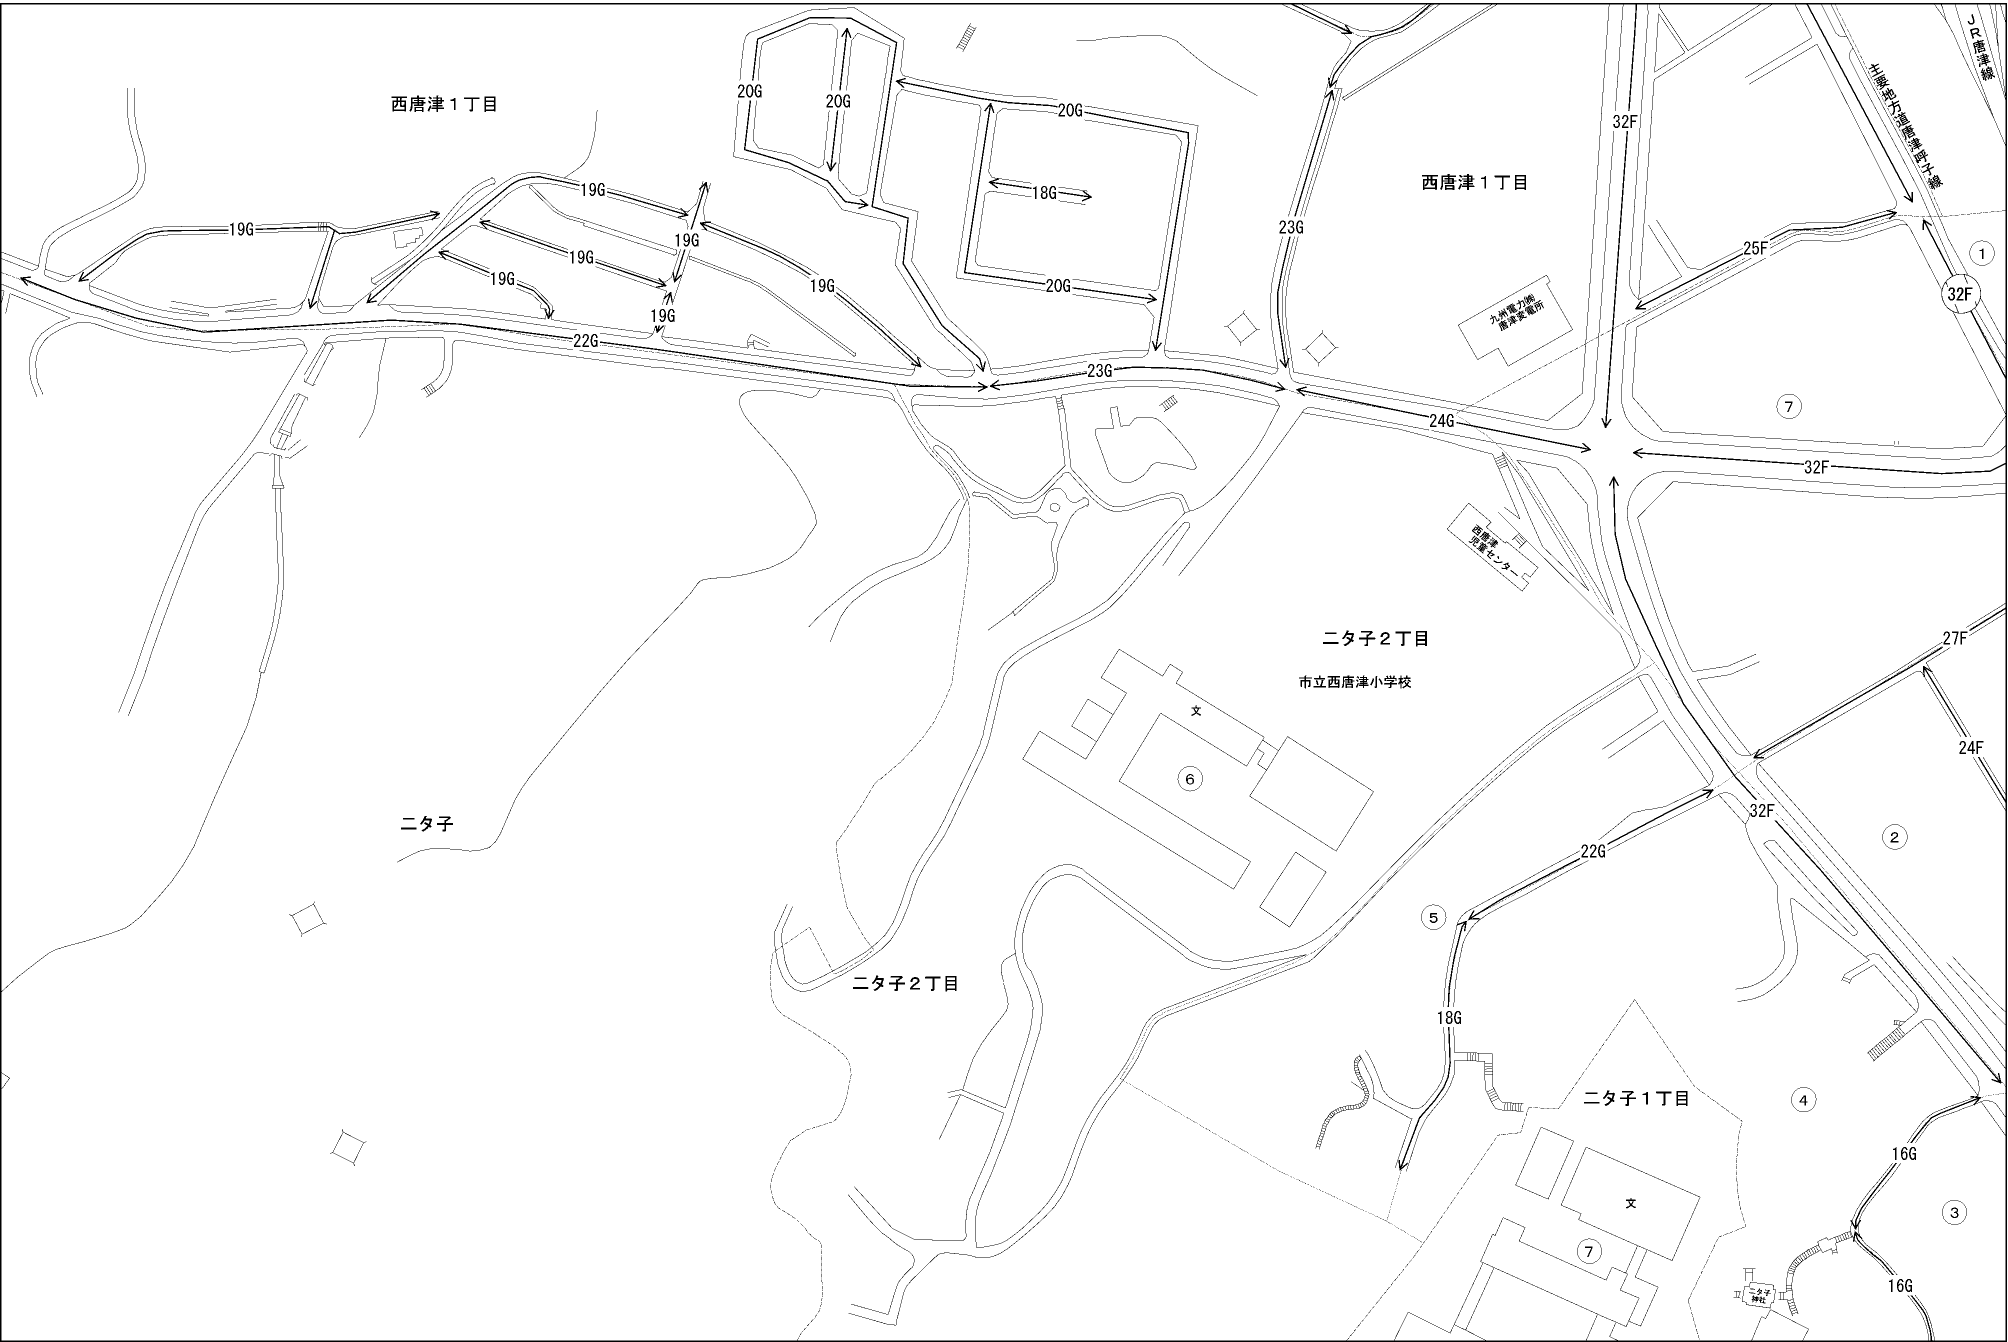 JR唐津線
主要地方道唐津呼子線
西唐津1丁目
20G
20G
20G
32F
西唐津1丁目
19G
18G
19G
23G
19G
25F
1
19G
19G
19G
20G
32F
19G
九州電力㈱
唐津変電所
19G
22G
23G
7
24G
32F
西唐津
児童センター
二タ子2丁目
27F
市立西唐津小学校
文
24F
6
32F
二タ子
2
22G
5
二タ子2丁目
18G
二タ子1丁目
4
16G
文
3
7
16G
二タ子
神社